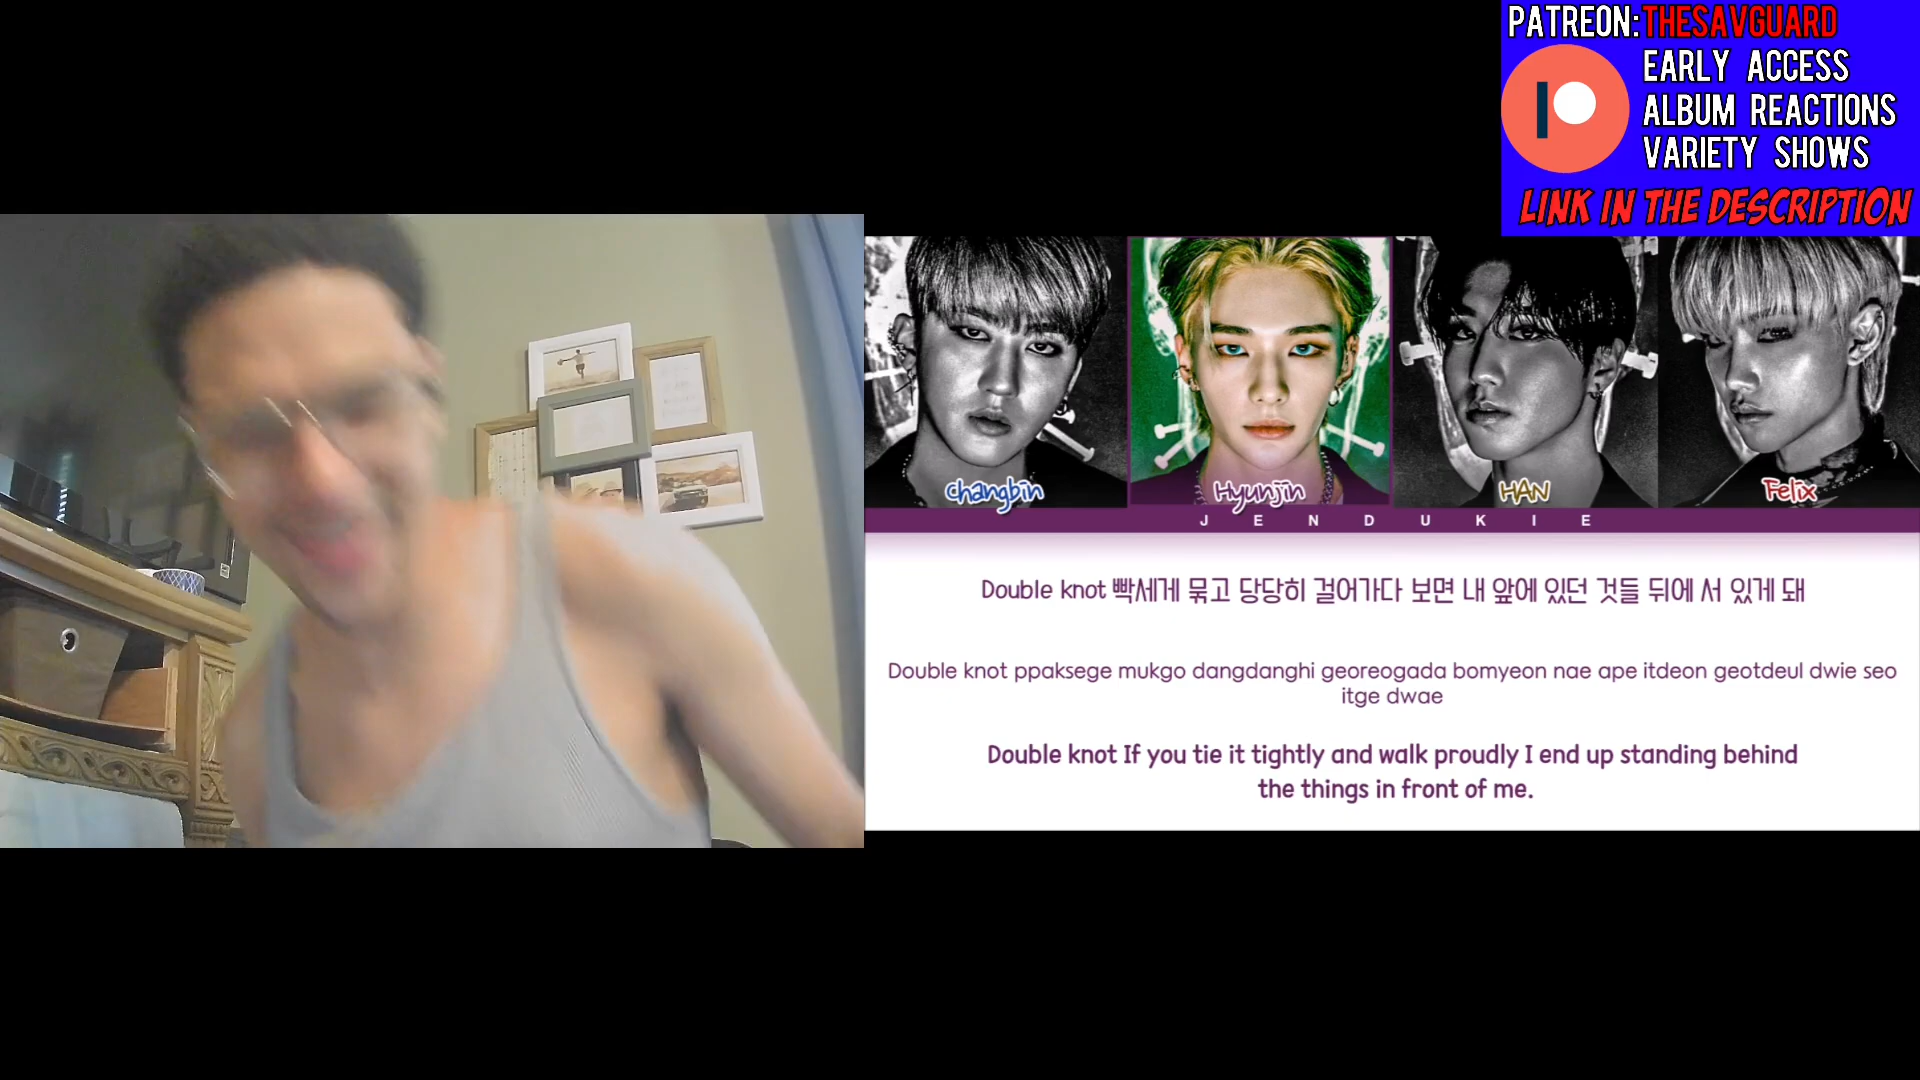 PATREON: THESAVGUARD
EARLY ACCESS
ALBUM REACTIONS
VARIETY SHOWS
LINK IN THE DESCRIPTION
Changbin
Hyunjin
HAN
Felix
JENDUKIE
Double knot 빡세게 묶고 당당히 걸어가다 보면 내 앞에 있던 것들 뒤에 서 있게 돼
Double knot ppaksege mukgo dangdanghi georeogada bomyeon nae ape itdeon geotdeul dwie seo
itge dwae
Double knot If you tie it tightly and walk proudly I end up standing behind
the things in front of me.